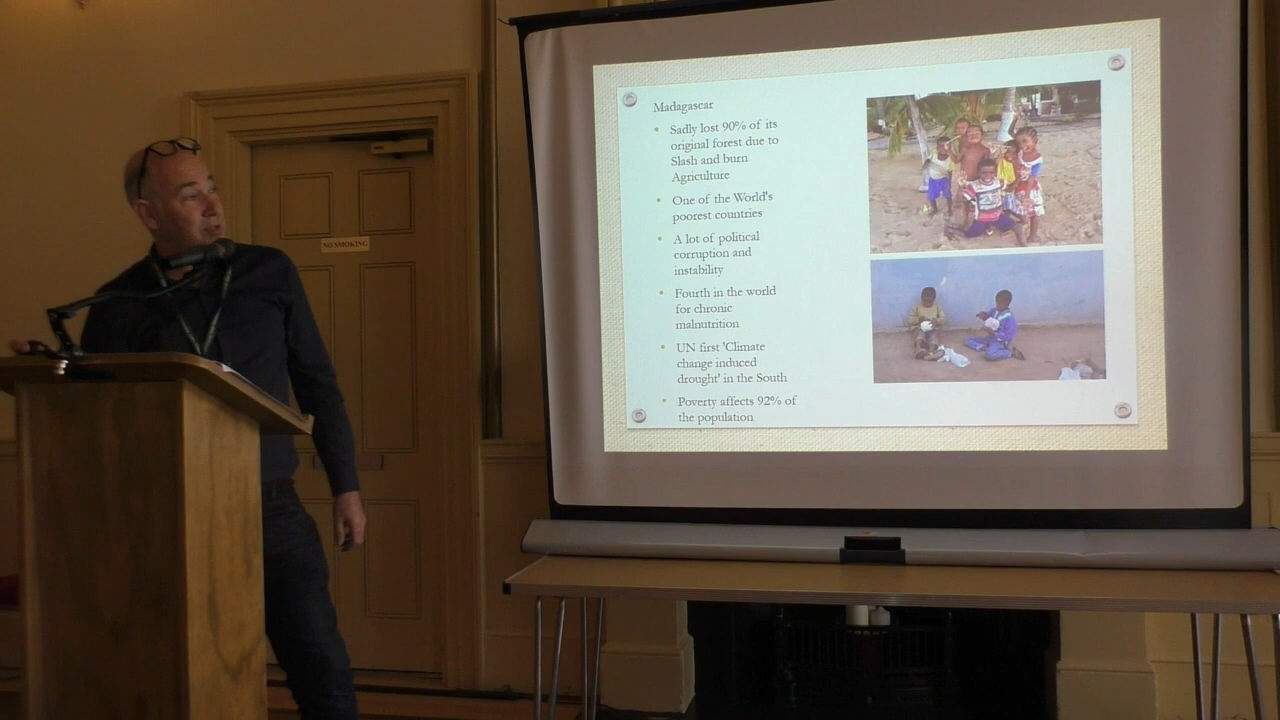 NO SMOKING
Madagascar
• Sadly lost 90% of its
original forest due to
Slash and burn
Agriculture
• One of the World's
poorest countries
• A lot of political
corruption and
instability
• Fourth in the world
for chronic
malnutrition
• UN first 'Climate
change induced
drought' in the South
• Poverty affects 92% of
the population